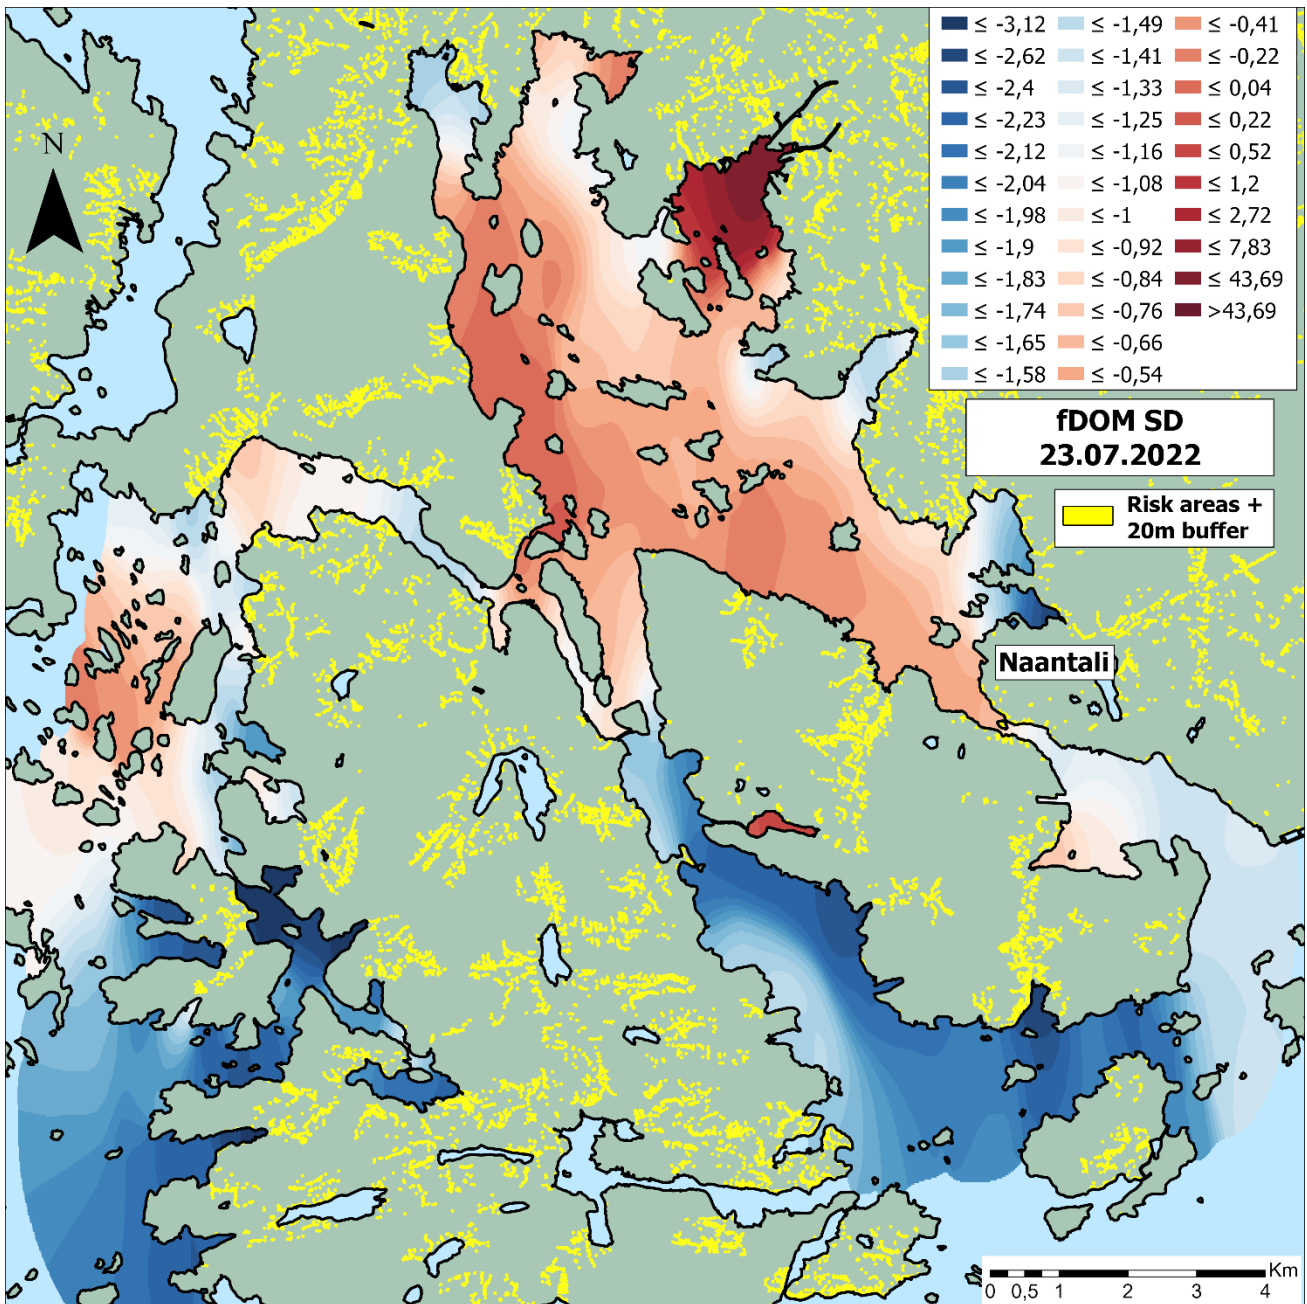 ≤ -3,12 ≤ -1,49 ≤ -0,41
≤ -2,62 ≤ -1,41 ≤ -0,22
≤ -2,4 ≤ -1,33 ≤ 0,04
≤ -2,23 ≤ -1,25 ≤ 0,22
≤ -2,12 ≤ -1,16 ≤ 0,52
≤ -2,04 ≤ -1,08 ≤ 1,2
≤ -1,98 ≤ -1 ≤ 2,72
≤ -1,9 ≤ -0,92 ≤ 7,83
≤ -1,83 ≤ -0,84 ≤ 43,69
≤ -1,74 ≤ -0,76 >43,69
≤ -1,65 ≤ -0,66
≤ -1,58 ≤ -0,54
N
fDOM SD
23.07.2022
Risk areas +
20m buffer
Naantali
Km
0 0,5 1 2 3 4